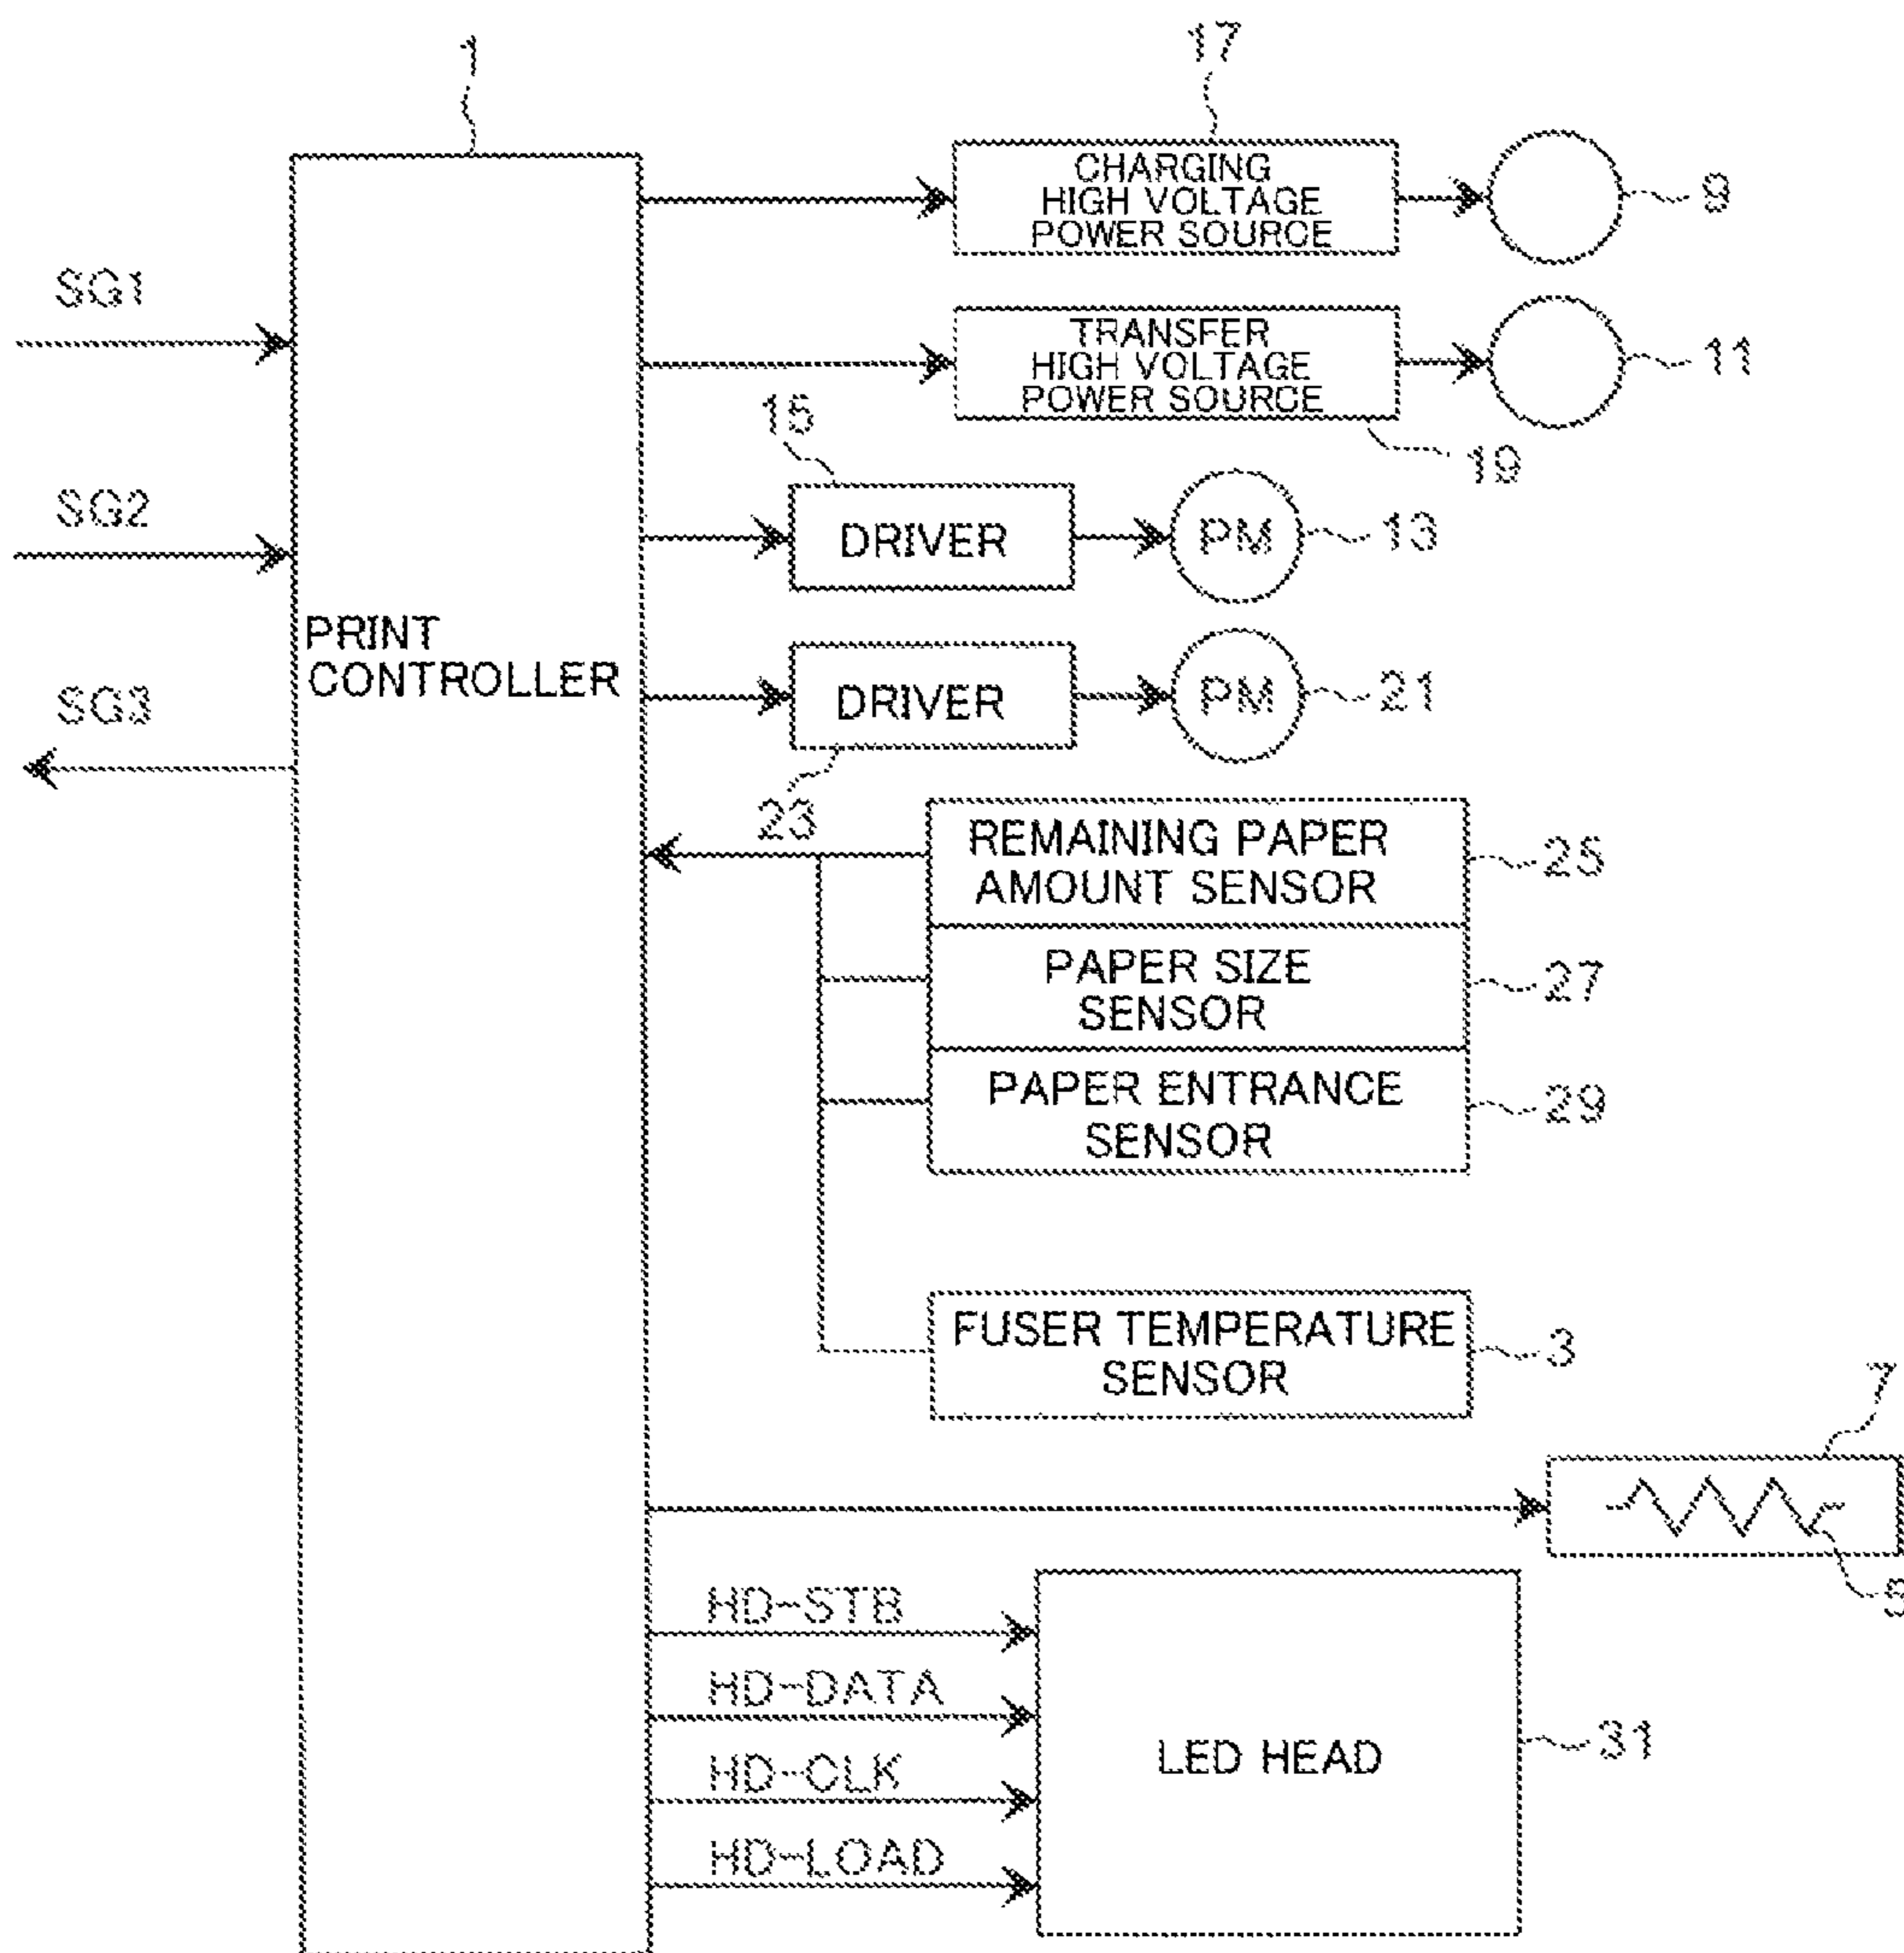 1
17
CHARGING
HIGH VOLTAGE
POWER SOURCE
9
SG1
TRANSFER
HIGH VOLTAGE
POWER SOURCE
11
19
15
SG2
DRIVER
PM
13
PRINT
CONTROLLER
DRIVER
PM
21
SG3
23
REMAINING PAPER
AMOUNT SENSOR
25
PAPER SIZE
SENSOR
27
PAPER ENTRANCE
SENSOR
29
FUSER TEMPERATURE
SENSOR
3
7
HD-STB
HD-DATA
HD-CLK
HD-LOAD
LED HEAD
31